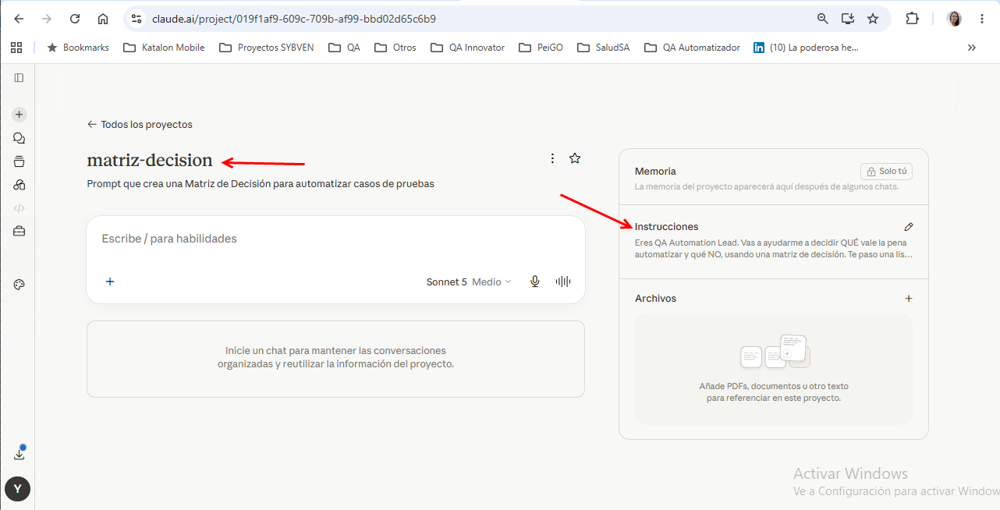 claude.ai/project/019f1af9-609c-709b-af99-bbd02d65c6b9
Bookmarks
Katalon Mobile
Proyectos SYBVEN
QA
Otros
QA Innovator
PeiGO
SaludSA
QA Automatizador
in
(10) La poderosa he...
Todos los proyectos
matriz-decision
Prompt que crea una Matriz de Decisión para automatizar casos de pruebas
Escribe / para habilidades
Sonnet 5 Medio
Inicie un chat para mantener las conversaciones
organizadas y reutilizar la información del proyecto.
Memoria
Solo tú
La memoria del proyecto aparecerá aquí después de algunos chats.
Instrucciones
Eres QA Automation Lead. Vas a ayudarme a decidir QUÉ vale la pena
automatizar y qué NO, usando una matriz de decisión. Te paso una lis...
Archivos
Añade PDFs, documentos u otro texto
para referenciar en este proyecto.
Y
Activar Windows
Ve a Configuración para activar Window